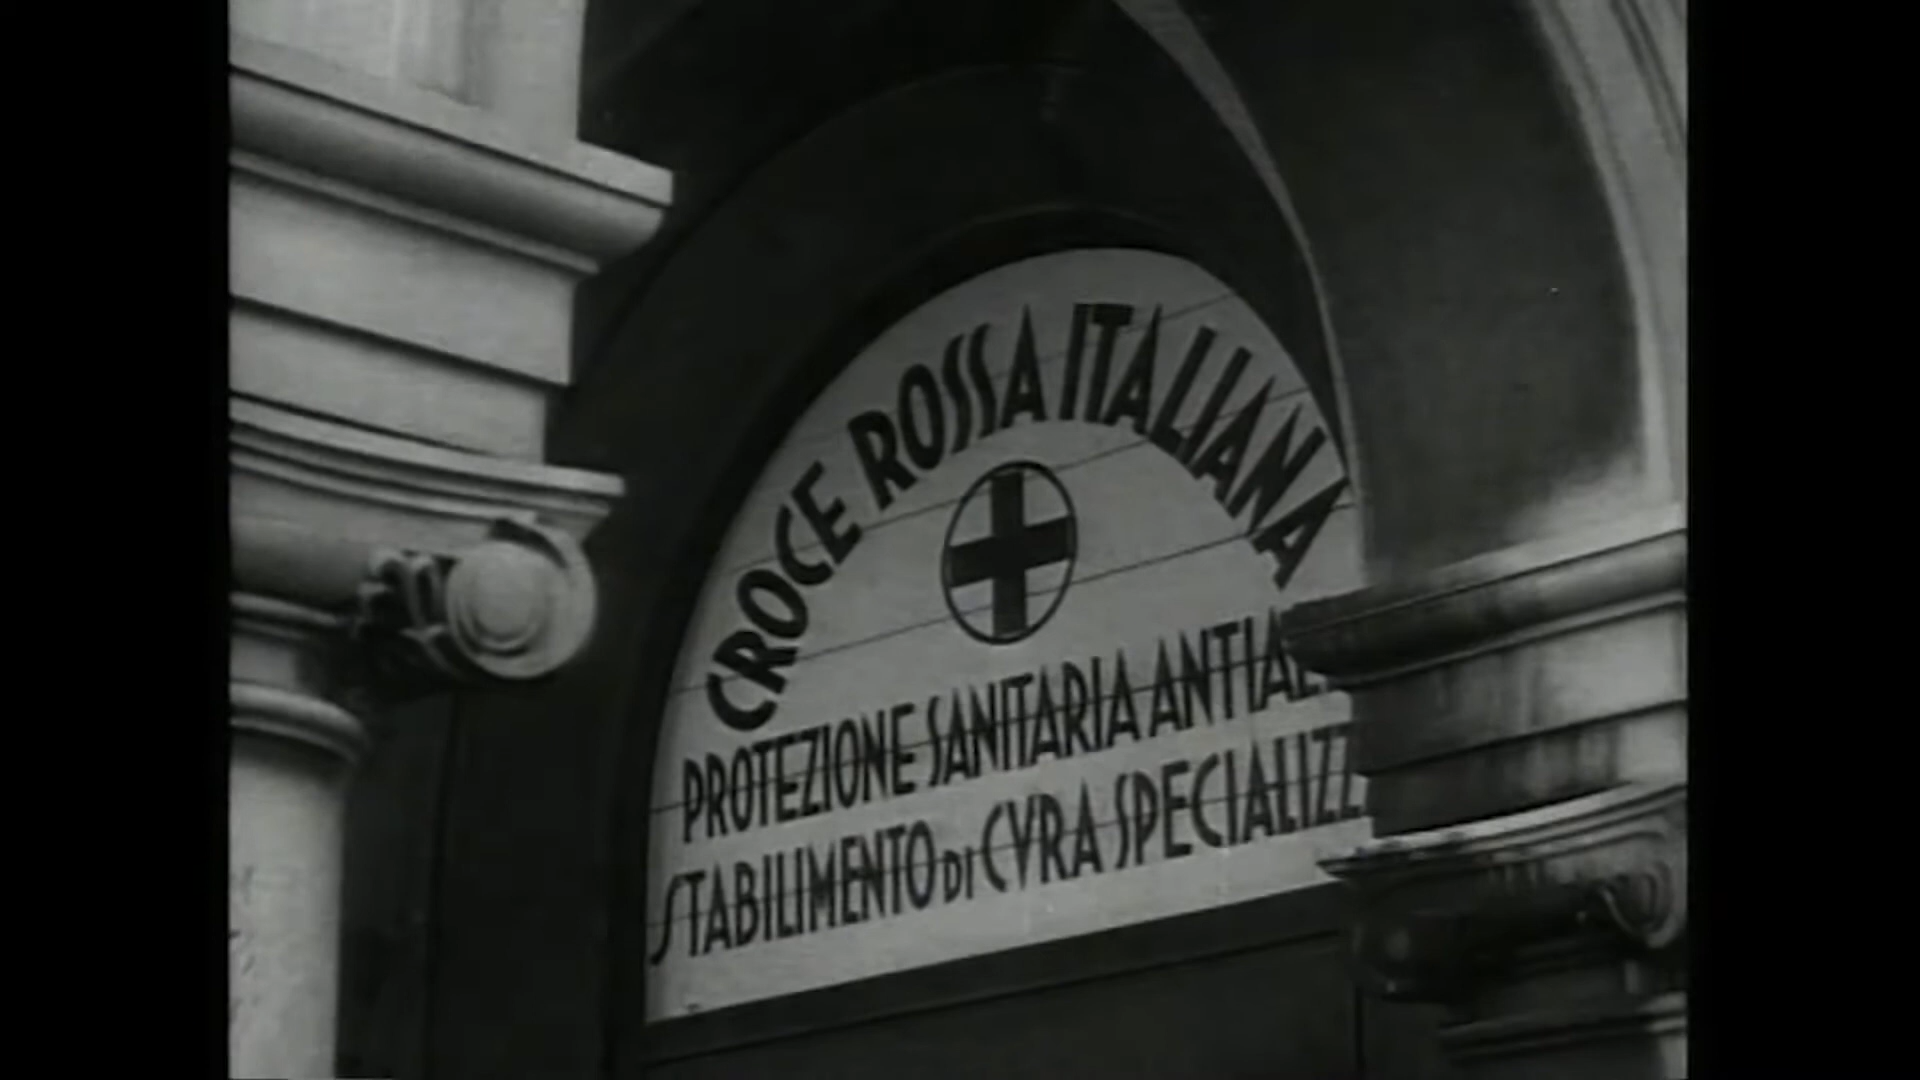 CROCE ROSSA ITALIANA
PROTEZIONE SANITARIA
STABILIMENTO DI CVRA